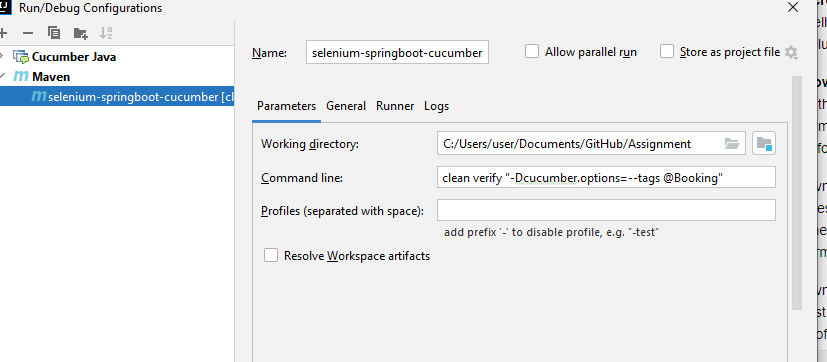 Run/Debug Configurations
Cucumber Java
Maven
selenium-springboot-cucumber [cl
Name: selenium-springboot-cucumber
Allow parallel run
Store as project file
Parameters General Runner Logs
Working directory: C:/Users/user/Documents/GitHub/Assignment
Command line: clean verify "-Dcucumber.options=--tags @Booking"
Profiles (separated with space):
add prefix '-' to disable profile, e.g. "-test"
Resolve Workspace artifacts